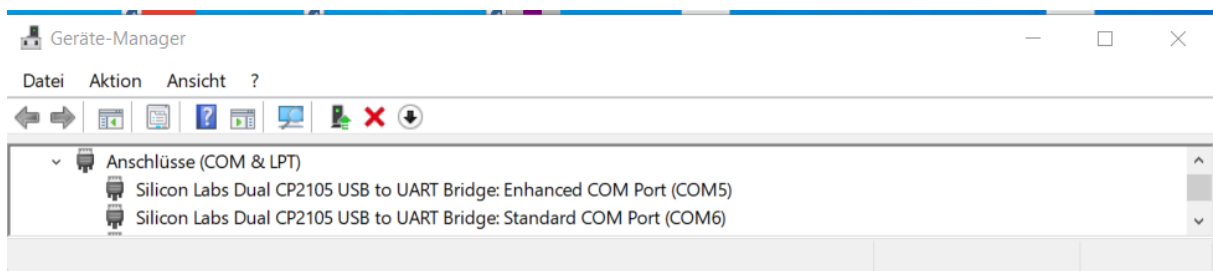 Geräte-Manager
Datei Aktion Ansicht ?
Anschlüsse (COM & LPT)
Silicon Labs Dual CP2105 USB to UART Bridge: Enhanced COM Port (COM5)
Silicon Labs Dual CP2105 USB to UART Bridge: Standard COM Port (COM6)